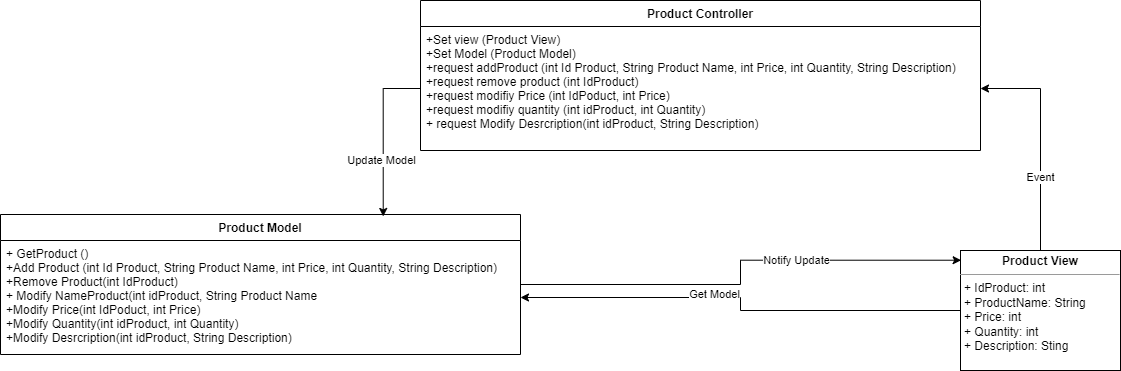 Product Controller
+Set view (Product View)
+Set Model (Product Model)
+request addProduct (int Id Product, String Product Name, int Price, int Quantity, String Description)
+request remove product (int IdProduct)
+request modifiy Price (int IdPoduct, int Price)
+request modifiy quantity (int idProduct, int Quantity)
+ request Modify Desrcription(int idProduct, String Description)
Update Model
Event
Product Model
+ GetProduct ()
+Add Product (int Id Product, String Product Name, int Price, int Quantity, String Description)
+Remove Product(int IdProduct)
+ Modify NameProduct(int idProduct, String Product Name
+Modify Price(int IdPoduct, int Price)
+Modify Quantity(int idProduct, int Quantity)
+Modify Desrcription(int idProduct, String Description)
Notify Update
Get Model
Product View
+ IdProduct: int
+ ProductName: String
+ Price: int
+ Quantity: int
+ Description: Sting